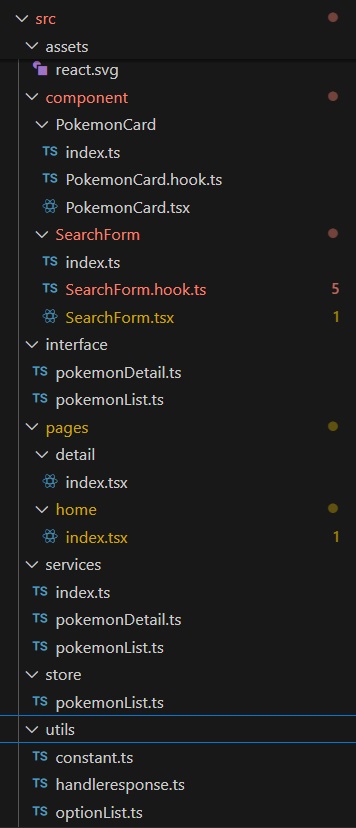 src
assets
react.svg
component
PokemonCard
TS index.ts
TS PokemonCard.hook.ts
PokemonCard.tsx
SearchForm
TS index.ts
TS SearchForm.hook.ts 5
SearchForm.tsx 1
interface
TS pokemonDetail.ts
TS pokemonList.ts
pages
detail
index.tsx
home
index.tsx 1
services
TS index.ts
TS pokemonDetail.ts
TS pokemonList.ts
store
TS pokemonList.ts
utils
TS constant.ts
TS handleresponse.ts
TS optionList.ts